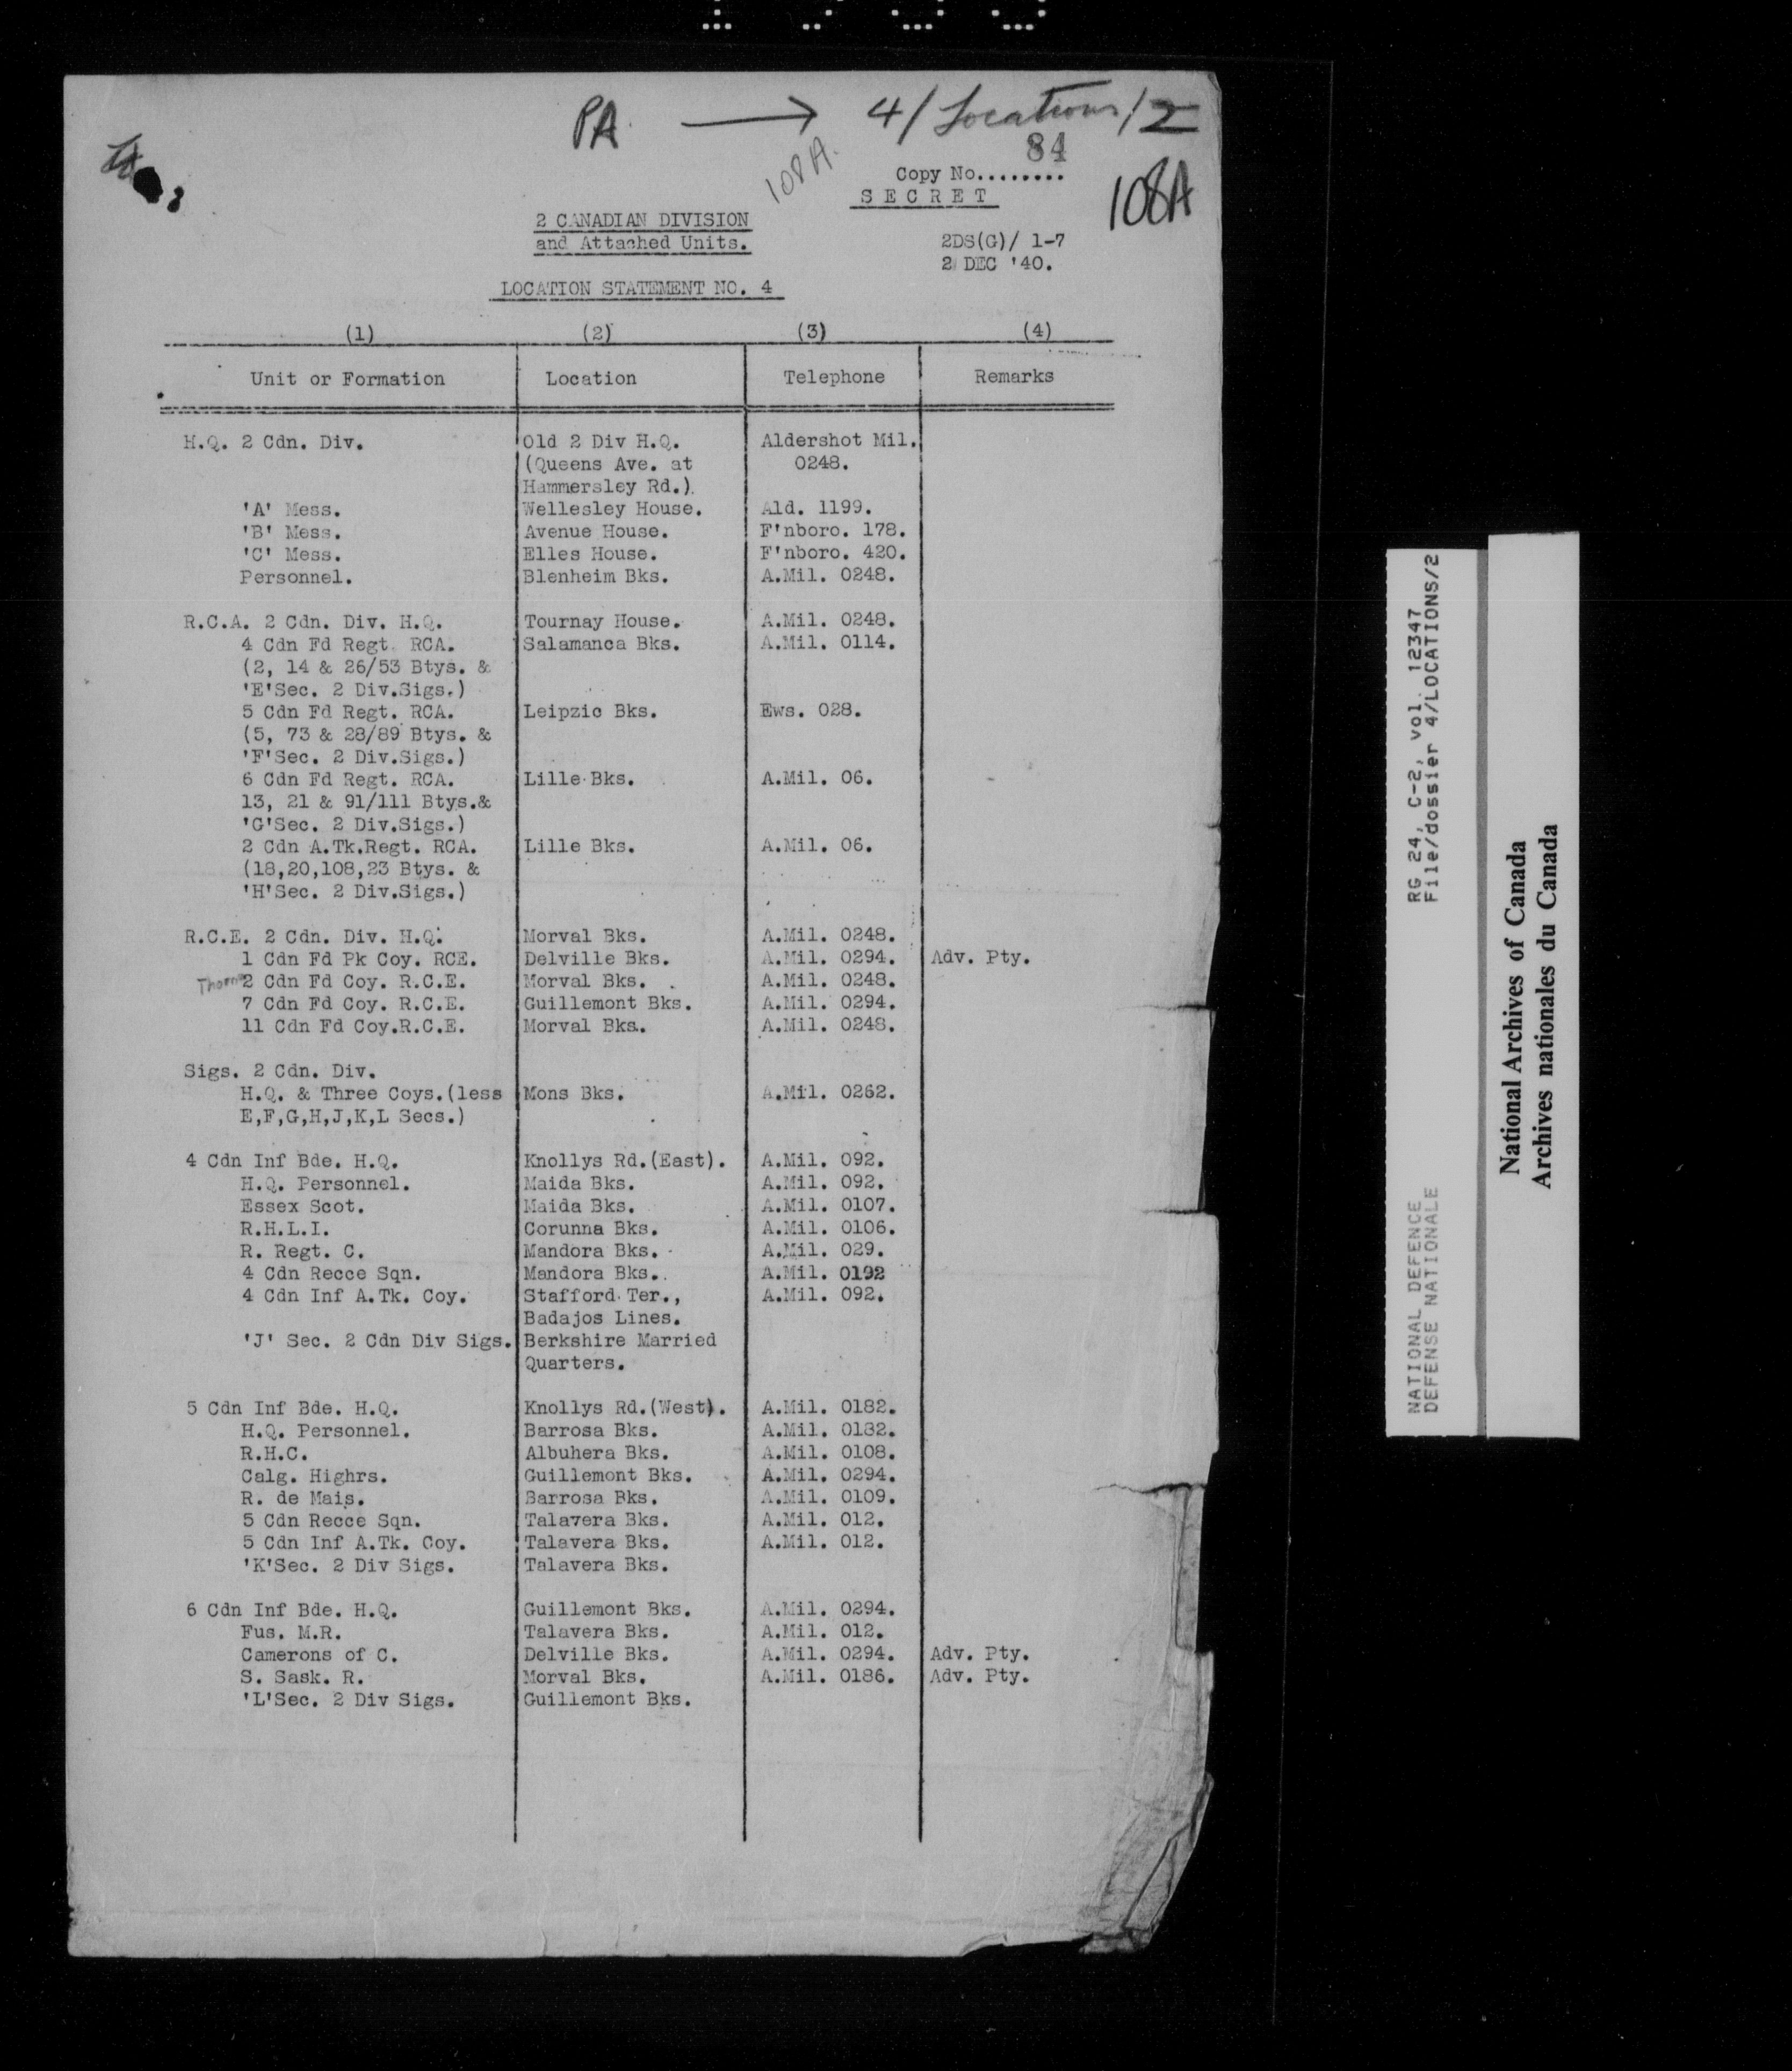 PA → 4/Locations/2
108A
84
Copy No........
SECRET
108A
2 CANADIAN DIVISION
and Attached Units.
2DS(G)/ 1-7
2 DEC '40.
LOCATION STATEMENT NO. 4
(1) (2) (3) (4)
Unit or Formation Location Telephone Remarks
H.Q. 2 Cdn. Div. Old 2 Div H.Q. Aldershot Mil.
(Queens Ave. at 0248.
Hammersley Rd.).
'A' Mess. Wellesley House. Ald. 1199.
'B' Mess. Avenue House. F'nboro. 178.
'C' Mess. Elles House. F'nboro. 420.
Personnel. Blenheim Bks. A.Mil. 0248.
R.C.A. 2 Cdn. Div. H.Q. Tournay House. A.Mil. 0248.
4 Cdn Fd Regt. RCA. Salamanca Bks. A.Mil. 0114.
(2, 14 & 26/53 Btys. &
'E'Sec. 2 Div.Sigs.)
5 Cdn Fd Regt. RCA. Leipzic Bks. Ews. 028.
(5, 73 & 28/89 Btys. &
'F'Sec. 2 Div.Sigs.)
6 Cdn Fd Regt. RCA. Lille Bks. A.Mil. 06.
13, 21 & 91/111 Btys.&
'G'Sec. 2 Div.Sigs.)
2 Cdn A.Tk.Regt. RCA. Lille Bks. A.Mil. 06.
(18,20,108,23 Btys. &
'H'Sec. 2 Div.Sigs.)
R.C.E. 2 Cdn. Div. H.Q. Morval Bks. A.Mil. 0248.
1 Cdn Fd Pk Coy. RCE. Delville Bks. A.Mil. 0294. Adv. Pty.
2 Cdn Fd Coy. R.C.E. Morval Bks. A.Mil. 0248.
7 Cdn Fd Coy. R.C.E. Guillemont Bks. A.Mil. 0294.
11 Cdn Fd Coy.R.C.E. Morval Bks. A.Mil. 0248.
Sigs. 2 Cdn. Div.
H.Q. & Three Coys.(less Mons Bks. A.Mil. 0262.
E,F,G,H,J,K,L Secs.)
4 Cdn Inf Bde. H.Q. Knollys Rd.(East). A.Mil. 092.
H.Q. Personnel. Maida Bks. A.Mil. 092.
Essex Scot. Maida Bks. A.Mil. 0107.
R.H.L.I. Corunna Bks. A.Mil. 0106.
R. Regt. C. Mandora Bks. A.Mil. 029.
4 Cdn Recce Sqn. Mandora Bks. A.Mil. 0192
4 Cdn Inf A.Tk. Coy. Stafford Ter., A.Mil. 092.
Badajos Lines.
'J' Sec. 2 Cdn Div Sigs. Berkshire Married
Quarters.
5 Cdn Inf Bde. H.Q. Knollys Rd.(West). A.Mil. 0182.
H.Q. Personnel. Barrosa Bks. A.Mil. 0182.
R.H.C. Albuhera Bks. A.Mil. 0108.
Calg. Highrs. Guillemont Bks. A.Mil. 0294.
R. de Mais. Barrosa Bks. A.Mil. 0109.
5 Cdn Recce Sqn. Talavera Bks. A.Mil. 012.
5 Cdn Inf A.Tk. Coy. Talavera Bks. A.Mil. 012.
'K'Sec. 2 Div Sigs. Talavera Bks.
6 Cdn Inf Bde. H.Q. Guillemont Bks. A.Mil. 0294.
Fus. M.R. Talavera Bks. A.Mil. 012.
Camerons of C. Delville Bks. A.Mil. 0294. Adv. Pty.
S. Sask. R. Morval Bks. A.Mil. 0186. Adv. Pty.
'L'Sec. 2 Div Sigs. Guillemont Bks.
NATIONAL DEFENCE RG 24, C-2, vol. 12347
DEFENSE NATIONALE File/dossier 4/LOCATIONS/2
National Archives of Canada
Archives nationales du Canada